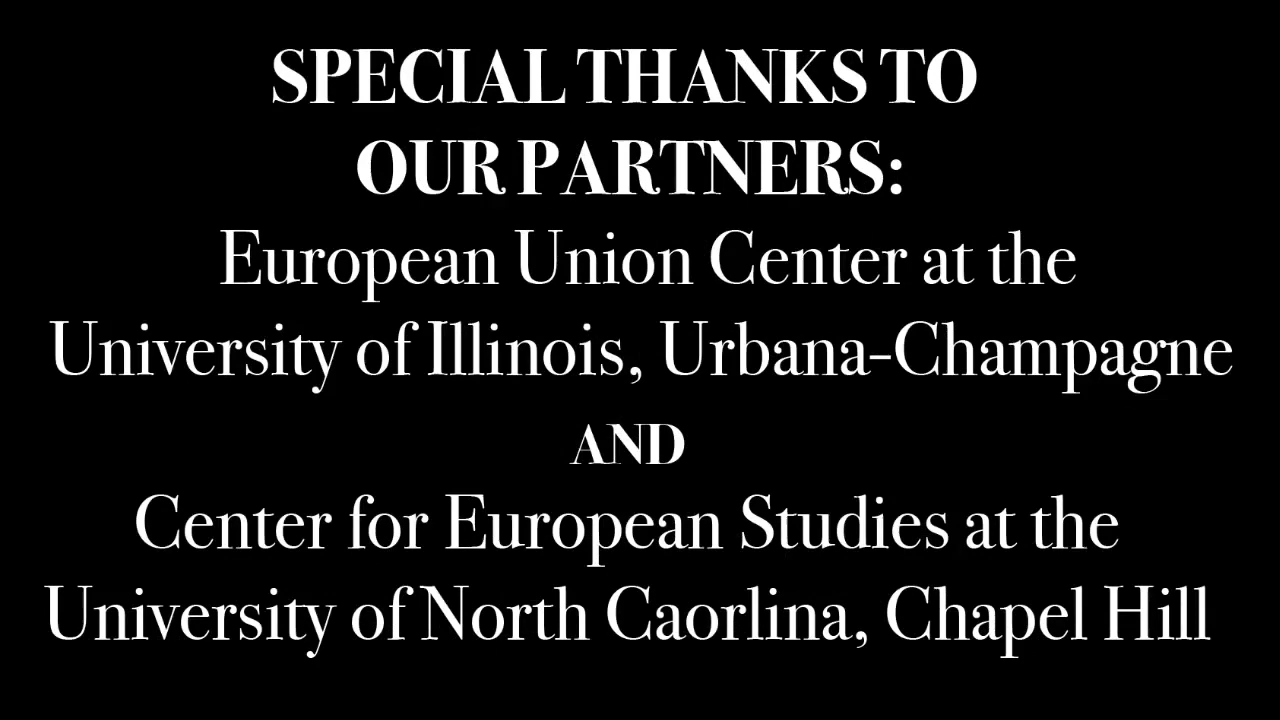 SPECIAL THANKS TO
OUR PARTNERS:
European Union Center at the
University of Illinois, Urbana-Champagne
AND
Center for European Studies at the
University of North Caorlina, Chapel Hill